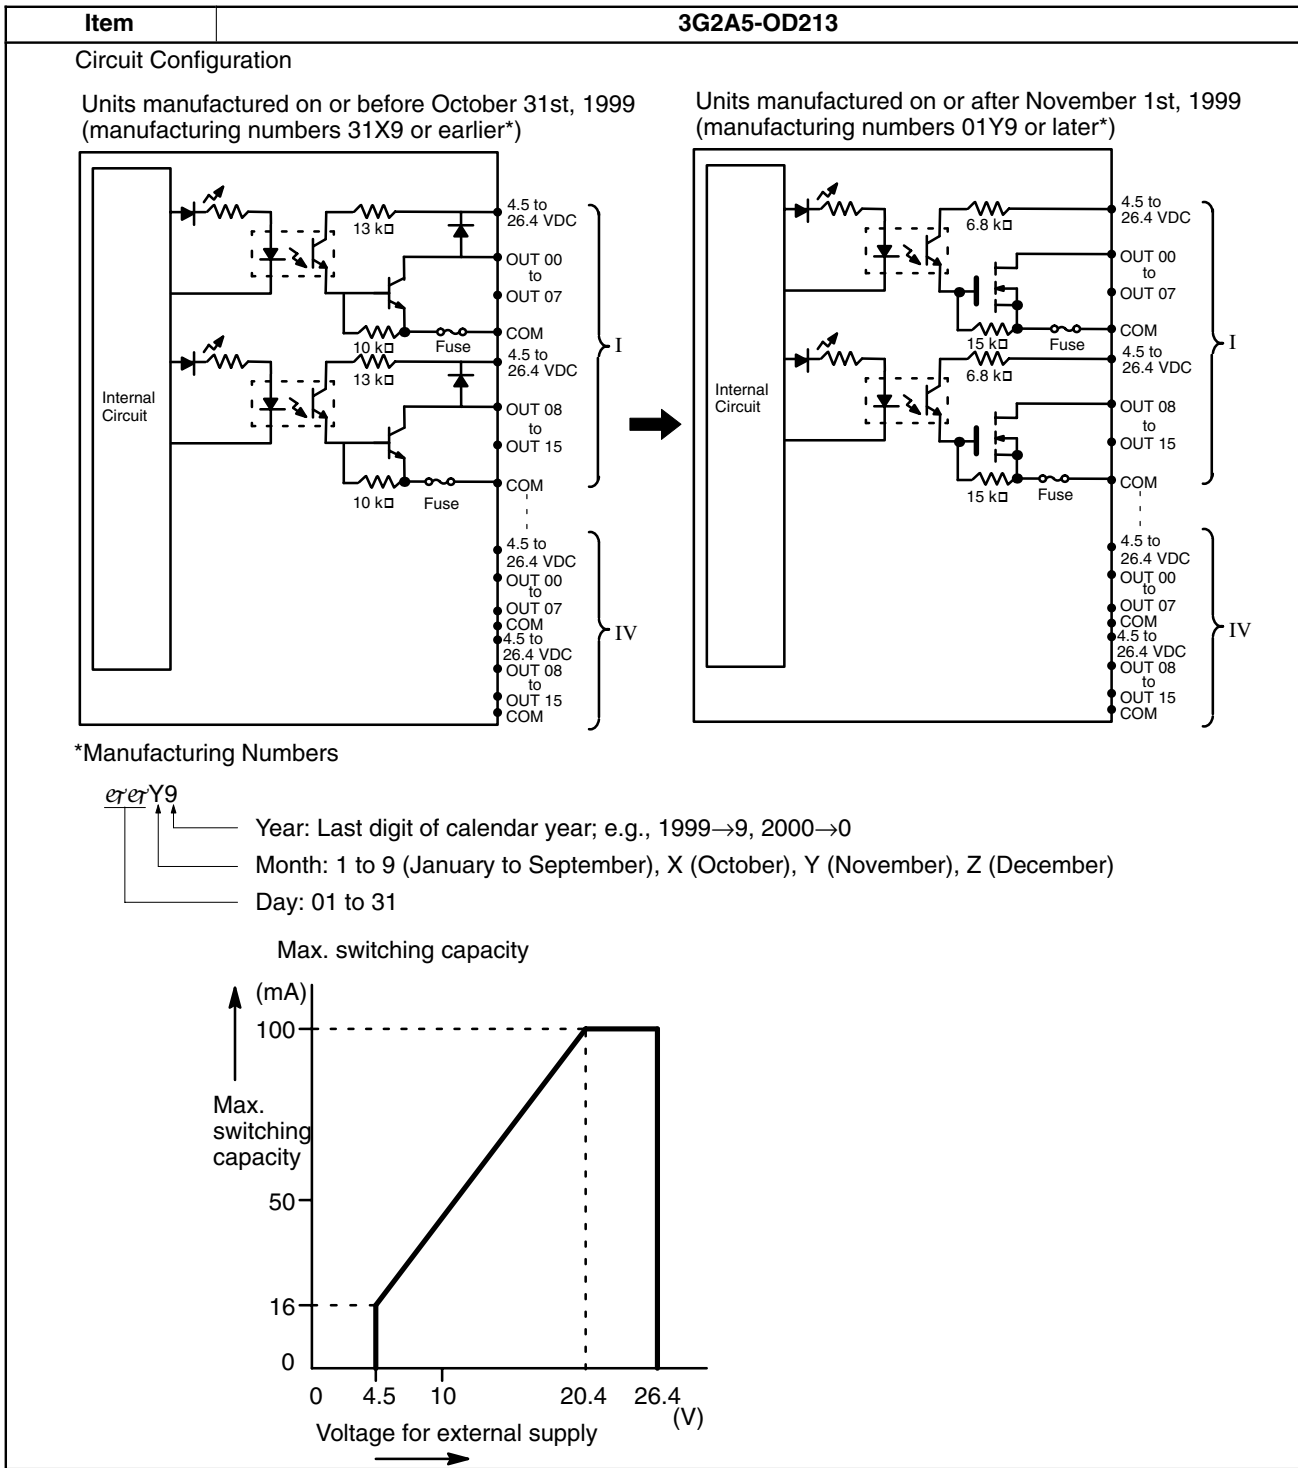 Item
3G2A5-OD213
Circuit Configuration
Units manufactured on or before October 31st, 1999
(manufacturing numbers 31X9 or earlier*)
4.5 to
26.4 VDC
13 k□
OUT 00
to
OUT 07
COM
10 k□
Fuse
I
4.5 to
26.4 VDC
13 k□
Internal
Circuit
OUT 08
to
OUT 15
COM
10 k□
Fuse
4.5 to
26.4 VDC
OUT 00
to
OUT 07
COM
4.5 to
26.4 VDC
OUT 08
to
OUT 15
COM
IV
Units manufactured on or after November 1st, 1999
(manufacturing numbers 01Y9 or later*)
4.5 to
26.4 VDC
6.8 k□
OUT 00
to
OUT 07
COM
15 k□
Fuse
I
4.5 to
26.4 VDC
6.8 k□
Internal
Circuit
OUT 08
to
OUT 15
COM
15 k□
Fuse
4.5 to
26.4 VDC
OUT 00
to
OUT 07
COM
4.5 to
26.4 VDC
OUT 08
to
OUT 15
COM
IV
*Manufacturing Numbers
Y9
Year: Last digit of calendar year; e.g., 1999→9, 2000→0
Month: 1 to 9 (January to September), X (October), Y (November), Z (December)
Day: 01 to 31
Max. switching capacity
(mA)
100
Max.
switching
capacity
50
16
0
0 4.5 10 20.4 26.4
(V)
Voltage for external supply